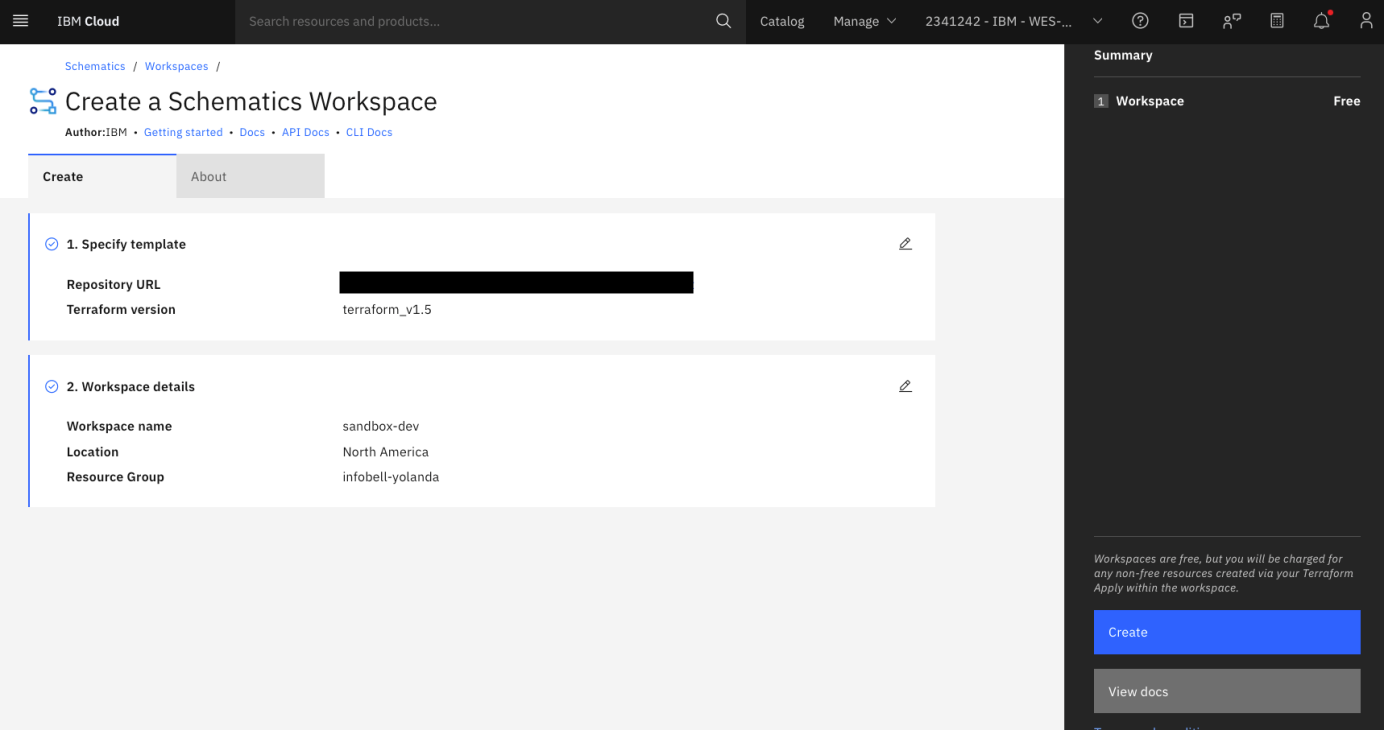 IBM Cloud
Search resources and products...
Catalog
Manage
2341242 - IBM - WES-...
Schematics / Workspaces /
Create a Schematics Workspace
Author:IBM • Getting started • Docs • API Docs • CLI Docs
Create
About
1. Specify template
Repository URL
Terraform version terraform_v1.5
2. Workspace details
Workspace name sandbox-dev
Location North America
Resource Group infobell-yolanda
Summary
1 Workspace Free
Workspaces are free, but you will be charged for
any non-free resources created via your Terraform
Apply within the workspace.
Create
View docs